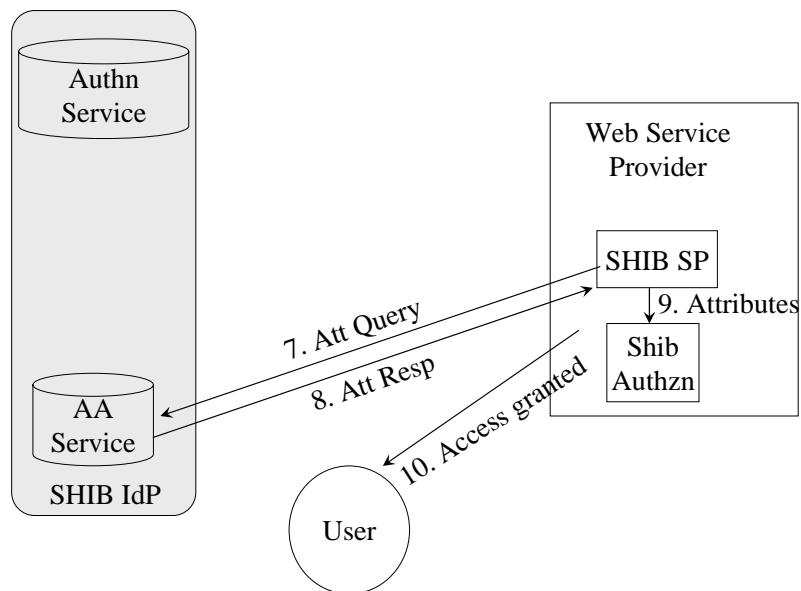 Authn
Service
Web Service
Provider
SHIB SP
7. Att Query
9. Attributes
8. Att Resp
Shib
Authzn
AA
Service
10. Access granted
SHIB IdP
User